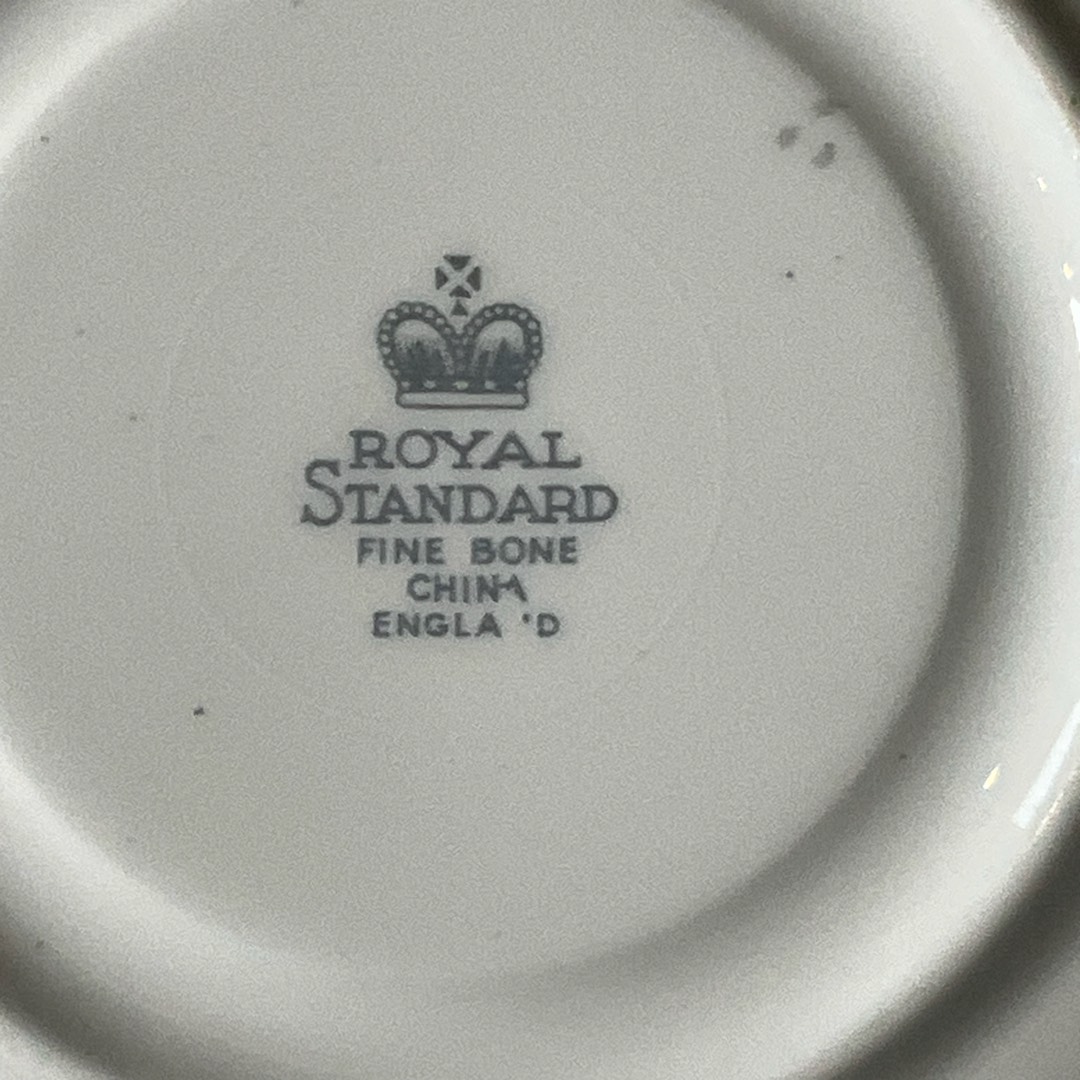 ROYAL
STANDARD
FINE BONE
CHINA
ENGLA 'D